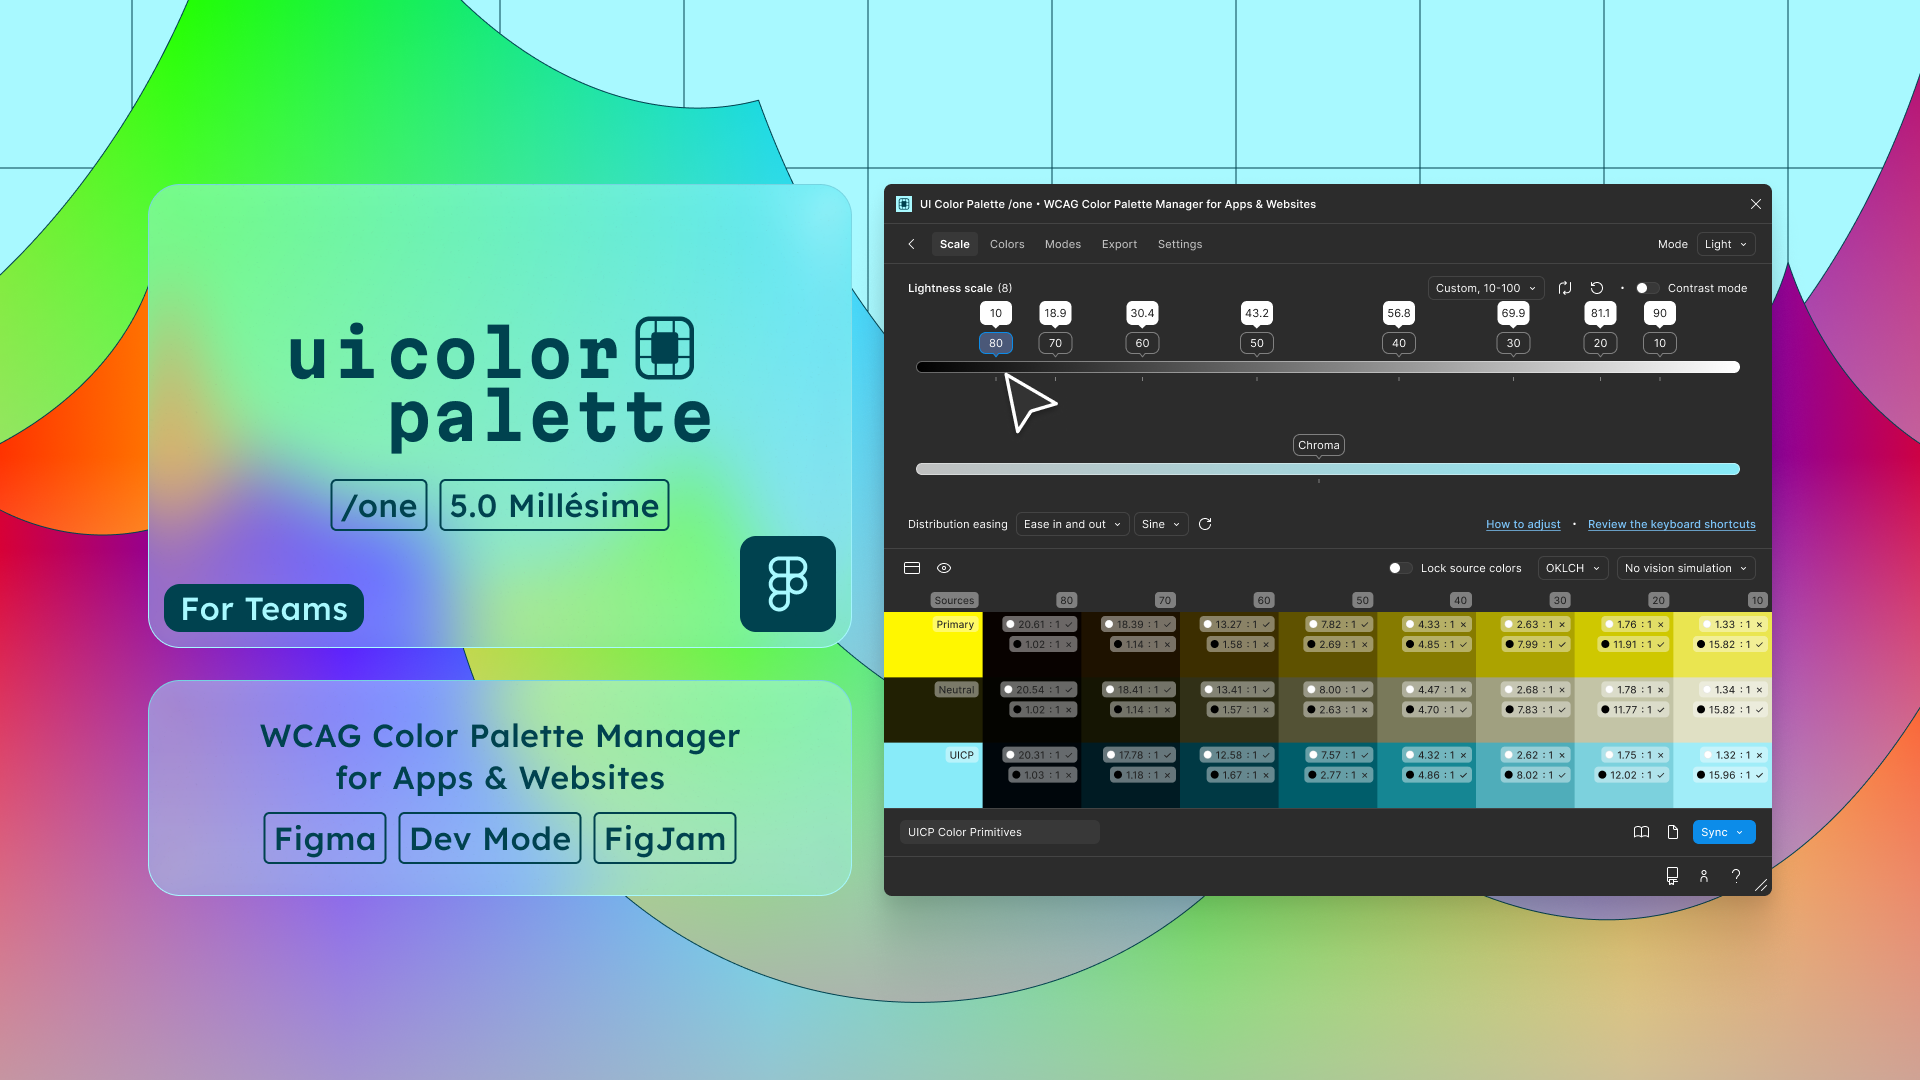 uicolor
palette
/one 5.0 Millésime
For Teams
WCAG Color Palette Manager
for Apps & Websites
Figma Dev Mode FigJam
UI Color Palette /one • WCAG Color Palette Manager for Apps & Websites
Scale Colors Modes Export Settings Mode Light
Lightness scale (8) Custom, 10-100 • Contrast mode
10 18.9 30.4 43.2 56.8 69.9 81.1 90
80 70 60 50 40 30 20 10
Chroma
Distribution easing Ease in and out Sine How to adjust • Review the keyboard shortcuts
Lock source colors OKLCH No vision simulation
Sources 80 70 60 50 40 30 20 10
Primary 20.61 : 1 ✓ 18.39 : 1 ✓ 13.27 : 1 ✓ 7.82 : 1 ✓ 4.33 : 1 × 2.63 : 1 × 1.76 : 1 × 1.33 : 1 ×
1.02 : 1 × 1.14 : 1 × 1.58 : 1 × 2.69 : 1 × 4.85 : 1 ✓ 7.99 : 1 ✓ 11.91 : 1 ✓ 15.82 : 1 ✓
Neutral 20.54 : 1 ✓ 18.41 : 1 ✓ 13.41 : 1 ✓ 8.00 : 1 ✓ 4.47 : 1 × 2.68 : 1 × 1.78 : 1 × 1.34 : 1 ×
1.02 : 1 × 1.14 : 1 × 1.57 : 1 × 2.63 : 1 × 4.70 : 1 ✓ 7.83 : 1 ✓ 11.77 : 1 ✓ 15.82 : 1 ✓
UICP 20.31 : 1 ✓ 17.78 : 1 ✓ 12.58 : 1 ✓ 7.57 : 1 ✓ 4.32 : 1 × 2.62 : 1 × 1.75 : 1 × 1.32 : 1 ×
1.03 : 1 × 1.18 : 1 × 1.67 : 1 × 2.77 : 1 × 4.86 : 1 ✓ 8.02 : 1 ✓ 12.02 : 1 ✓ 15.96 : 1 ✓
UICP Color Primitives Sync
?